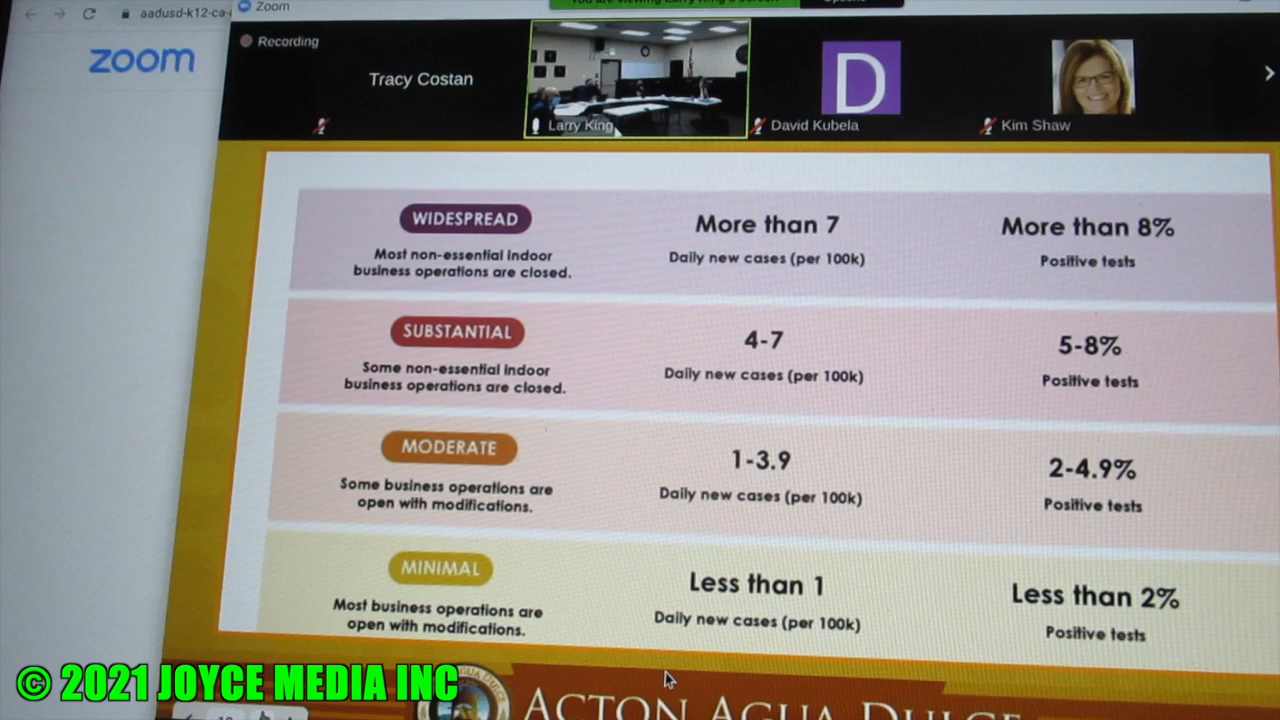 aadusd-k12-ca-
Zoom
zoom
Recording
Tracy Costan
Larry King
D
David Kubela
Kim Shaw
WIDESPREAD
Most non-essential indoor
business operations are closed.
More than 7
Daily new cases (per 100k)
More than 8%
Positive tests
SUBSTANTIAL
Some non-essential indoor
business operations are closed.
4-7
Daily new cases (per 100k)
5-8%
Positive tests
MODERATE
Some business operations are
open with modifications.
1-3.9
Daily new cases (per 100k)
2-4.9%
Positive tests
MINIMAL
Most business operations are
open with modifications.
Less than 1
Daily new cases (per 100k)
Less than 2%
Positive tests
© 2021 JOYCE MEDIA INC
ACTON AGUA DULCE